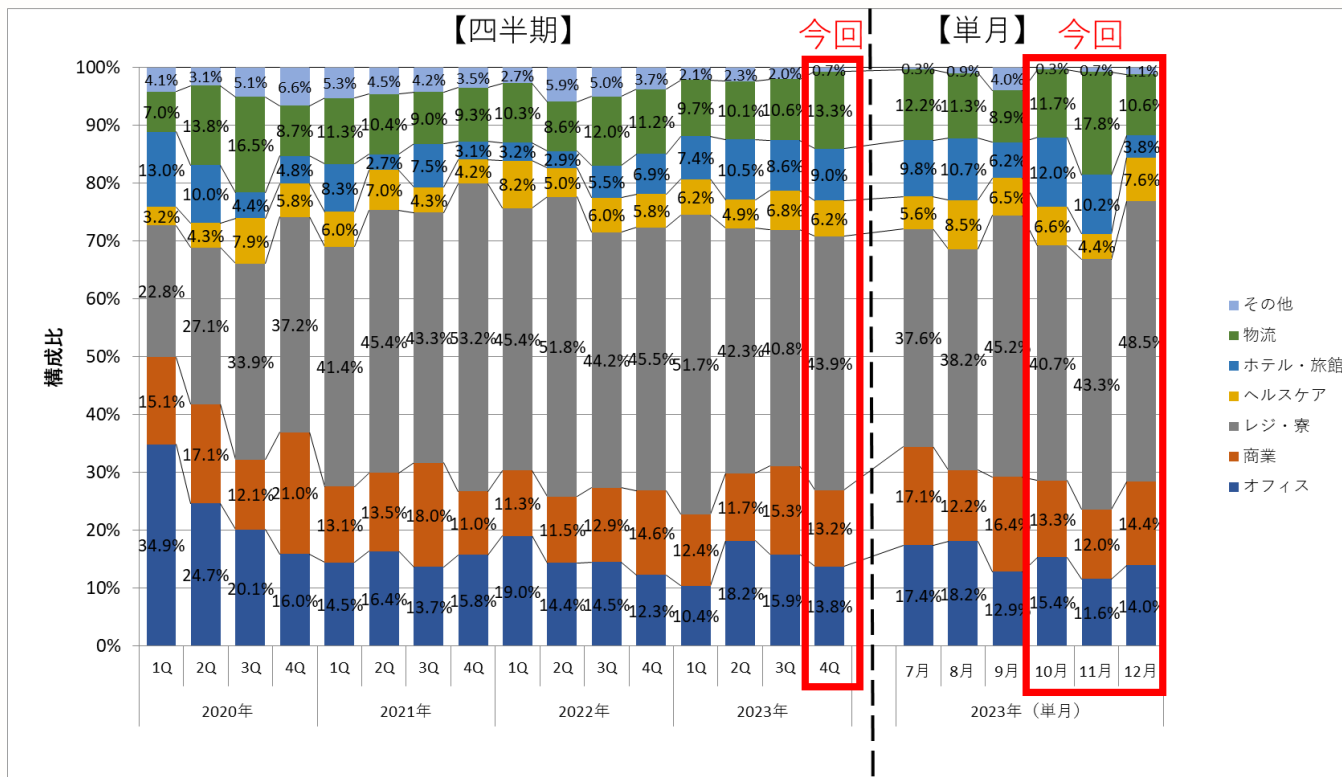 【四半期】 今回 【単月】 今回
構成比
100%
90%
80%
70%
60%
50%
40%
30%
20%
10%
0%
4.1% 3.1% 5.1% 6.6% 5.3% 4.5% 4.2% 3.5% 2.7% 5.9% 5.0% 3.7% 2.1% 2.3% 2.0% 0.7% 0.3% 0.9% 4.0% 0.3% 0.7% 1.1%
7.0% 13.8% 16.5% 8.7% 11.3% 10.4% 9.0% 9.3% 10.3% 8.6% 12.0% 11.2% 9.7% 10.1% 10.6% 13.3% 12.2% 11.3% 8.9% 11.7% 17.8% 10.6%
13.0% 10.0% 4.4% 4.8% 8.3% 2.7% 7.5% 3.1% 3.2% 2.9% 5.5% 6.9% 7.4% 10.5% 8.6% 9.0% 9.8% 10.7% 6.2% 12.0% 10.2% 3.8%
3.2% 4.3% 7.9% 5.8% 6.0% 7.0% 4.3% 4.2% 8.2% 5.0% 6.0% 5.8% 6.2% 4.9% 6.8% 6.2% 5.6% 8.5% 6.5% 6.6% 4.4% 7.6%
22.8% 27.1% 33.9% 37.2% 41.4% 45.4% 43.3% 53.2% 45.4% 51.8% 44.2% 45.5% 51.7% 42.3% 40.8% 43.9% 37.6% 38.2% 45.2% 40.7% 43.3% 48.5%
15.1% 17.1% 12.1% 21.0% 13.1% 13.5% 18.0% 11.0% 11.3% 11.5% 12.9% 14.6% 12.4% 11.7% 15.3% 13.2% 17.1% 12.2% 16.4% 13.3% 12.0% 14.4%
34.9% 24.7% 20.1% 16.0% 14.5% 16.4% 13.7% 15.8% 19.0% 14.4% 14.5% 12.3% 10.4% 18.2% 15.9% 13.8% 17.4% 18.2% 12.9% 15.4% 11.6% 14.0%
1Q 2Q 3Q 4Q 1Q 2Q 3Q 4Q 1Q 2Q 3Q 4Q 1Q 2Q 3Q 4Q 7月 8月 9月 10月 11月 12月
2020年 2021年 2022年 2023年 2023年（単月）
その他
物流
ホテル・旅館
ヘルスケア
レジ・寮
商業
オフィス